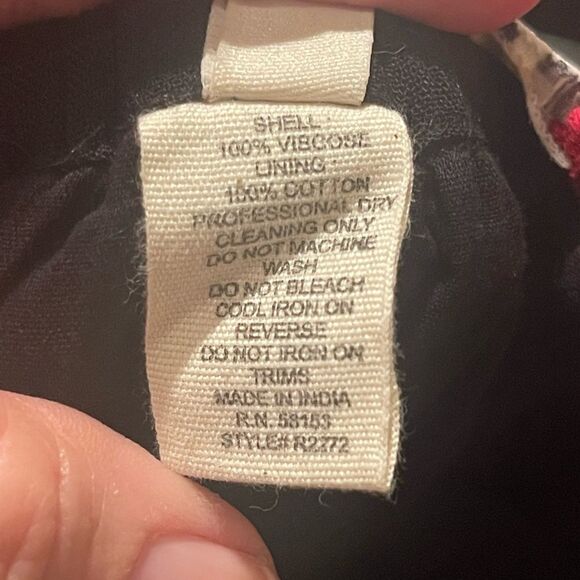 SHELL:
100% VISCOSE
LINING:
100% COTTON
PROFESSIONAL DRY
CLEANING ONLY
DO NOT MACHINE
WASH
DO NOT BLEACH
COOL IRON ON
REVERSE
DO NOT IRON ON
TRIMS
MADE IN INDIA
R.N. 58153
STYLE# R2272